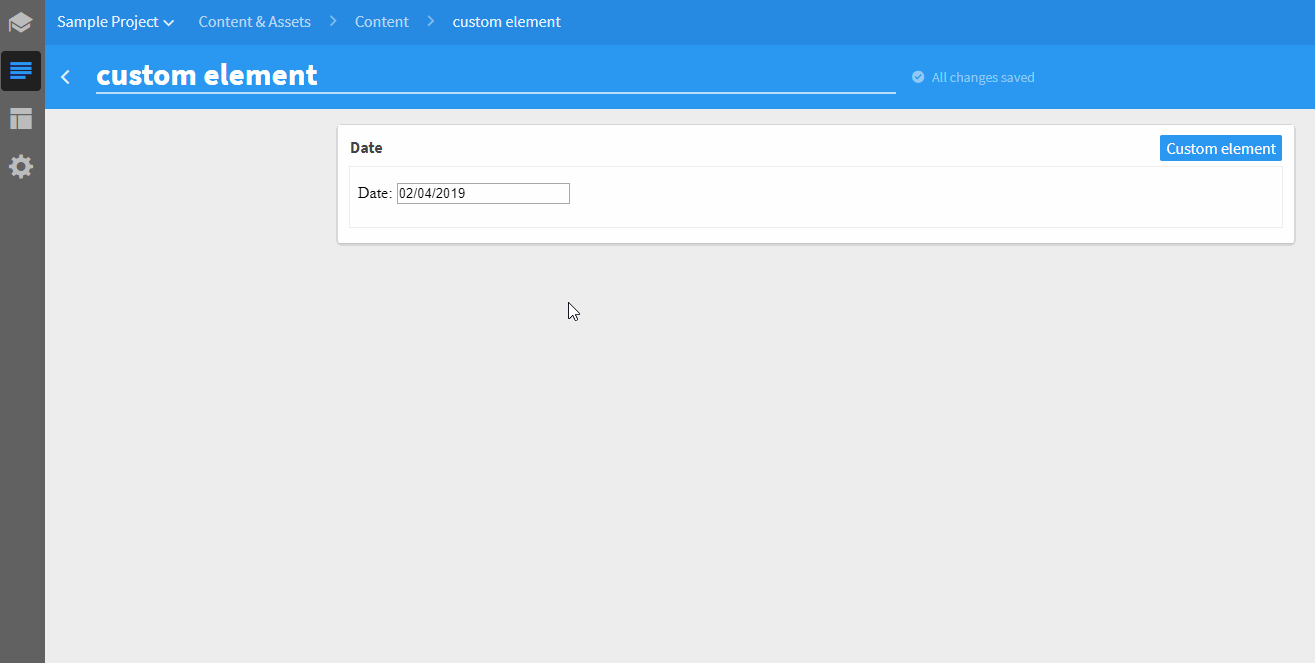 Sample Project Content & Assets Content custom element
custom element
All changes saved
Date
Custom element
Date: 02/04/2019